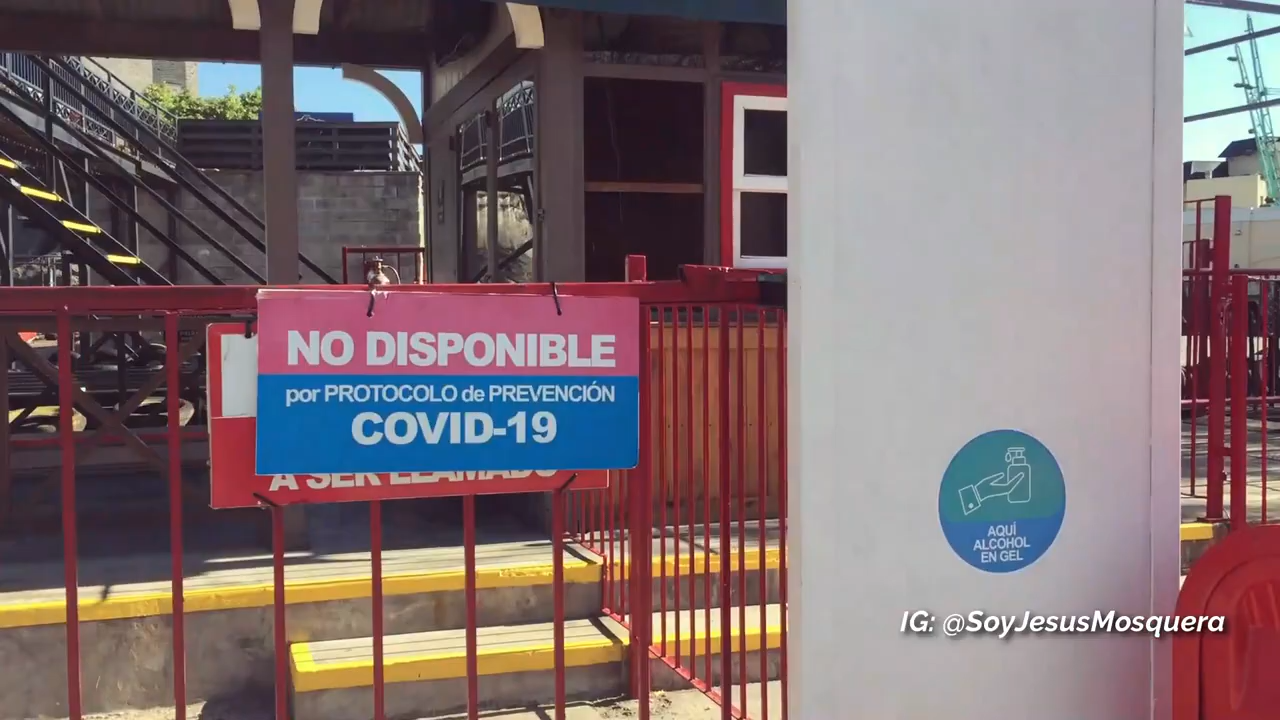 NO DISPONIBLE
por PROTOCOLO de PREVENCIÓN
COVID-19
A SER LLAMADO
AQUÍ
ALCOHOL
EN GEL
IG: @SoyJesusMosquera